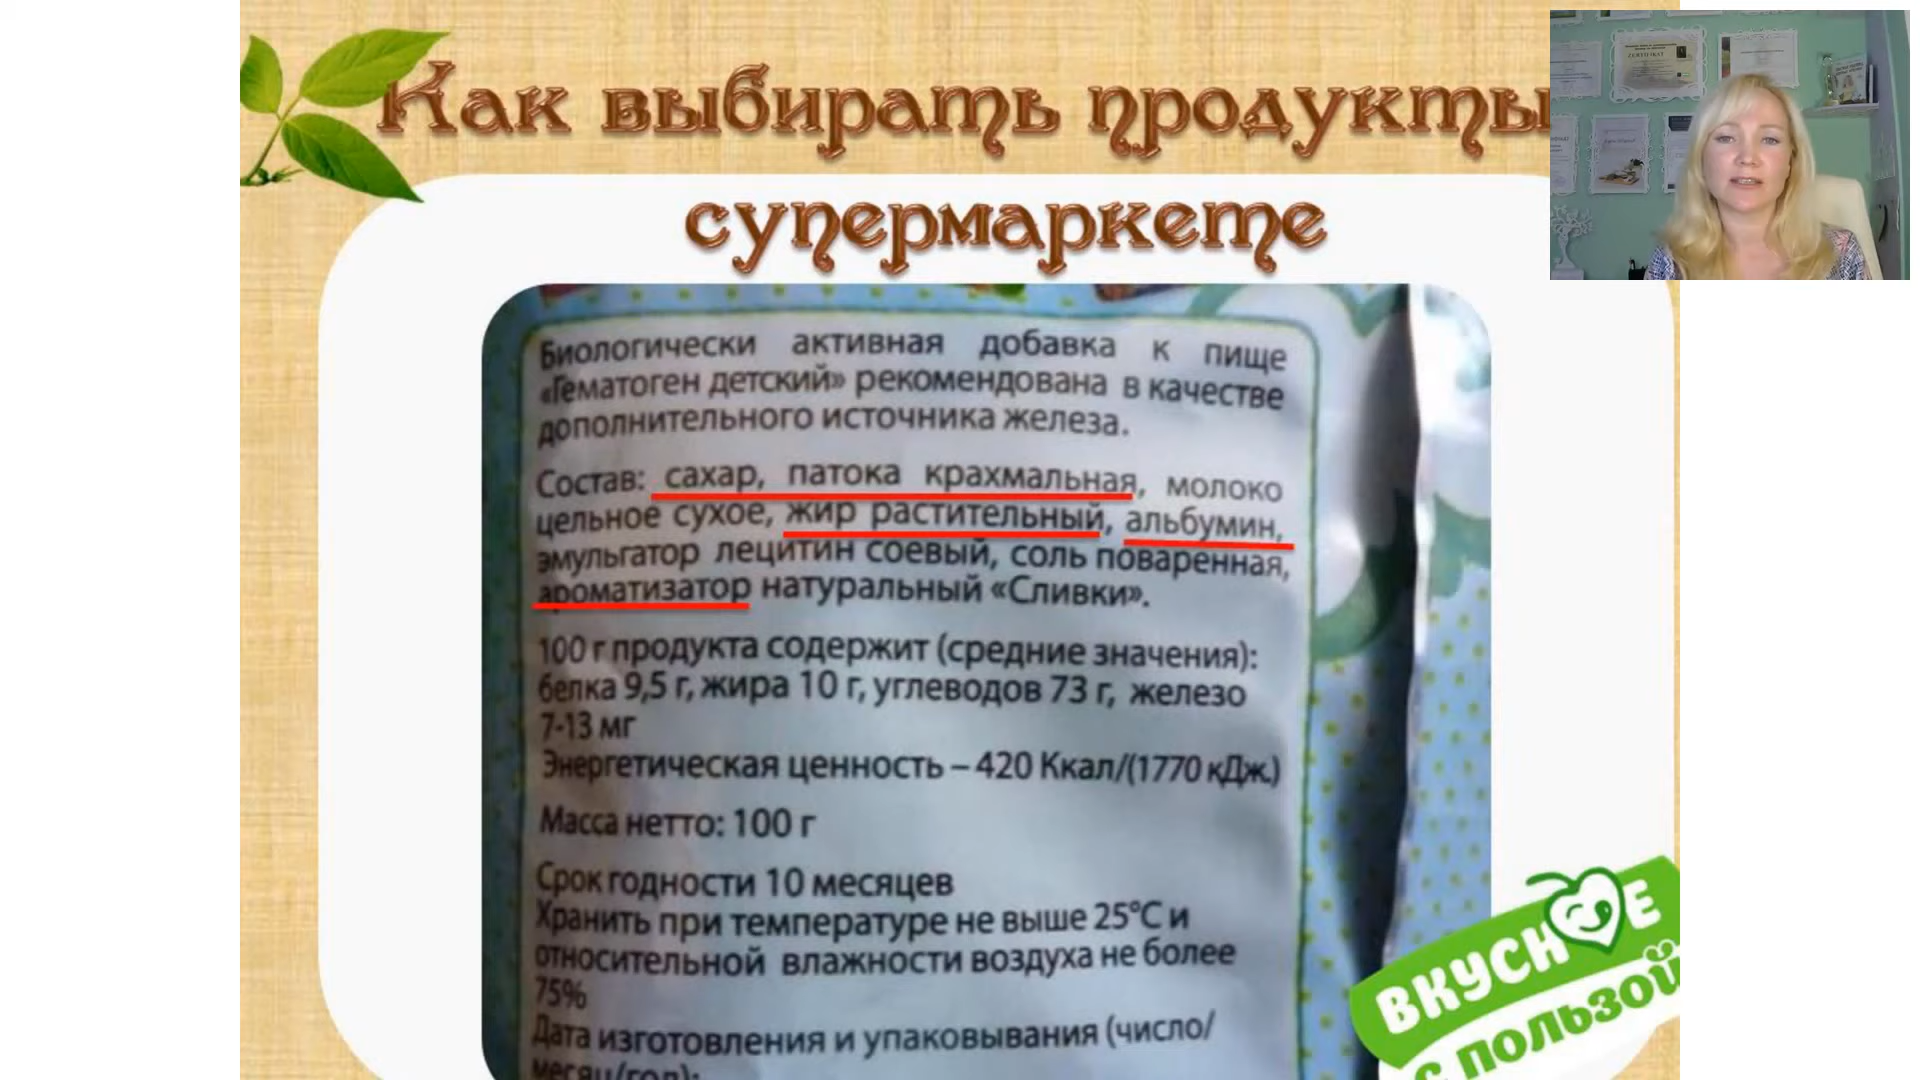 Как выбирать продукты
супермаркете
Биологически активная добавка к пище
«Гематоген детский» рекомендована в качестве
дополнительного источника железа.
Состав: сахар, патока крахмальная, молоко
цельное сухое, жир растительный, альбумин,
эмульгатор лецитин соевый, соль поваренная,
ароматизатор натуральный «Сливки».
100 г продукта содержит (средние значения):
белка 9,5 г, жира 10 г, углеводов 73 г, железо
7-13 мг
Энергетическая ценность – 420 Ккал/(1770 кДж.)
Масса нетто: 100 г
Срок годности 10 месяцев
Хранить при температуре не выше 25°С и
относительной влажности воздуха не более
75%
Дата изготовления и упаковывания (число/
месяц/год):
ВКУСНОЕ
с пользой